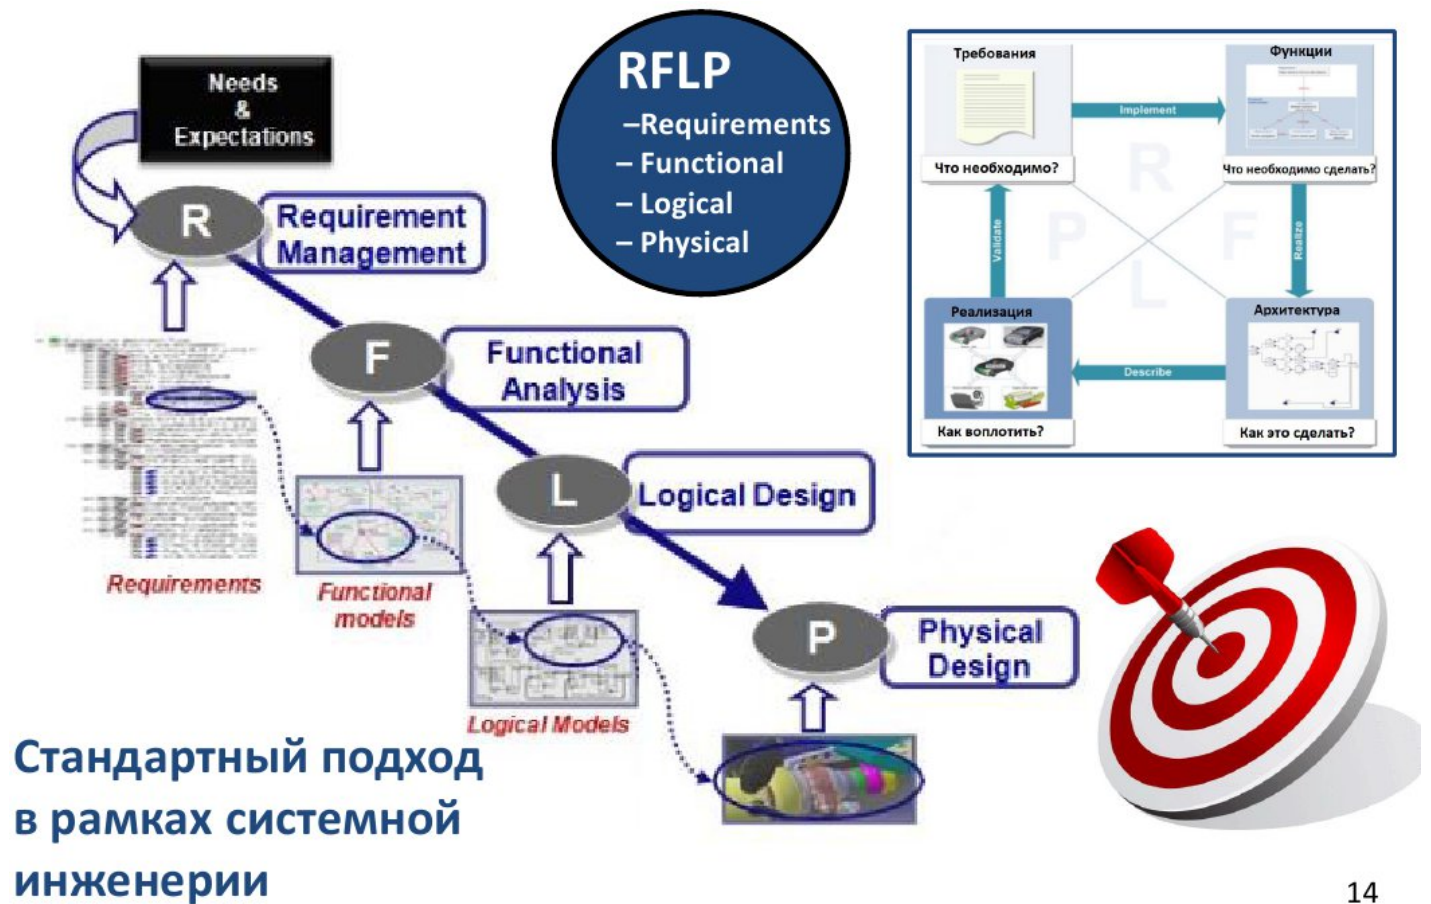 Needs
&
Expectations
R
Requirement
Management
F
Functional
Analysis
L
Logical Design
P
Physical
Design
Requirements
Functional
models
Logical Models
RFLP
–Requirements
– Functional
– Logical
– Physical
Требования
Что необходимо?
Implement
Функции
Что необходимо сделать?
Validate
Realize
R
P
F
L
Реализация
Как воплотить?
Describe
Архитектура
Как это сделать?
Стандартный подход
в рамках системной
инженерии
14